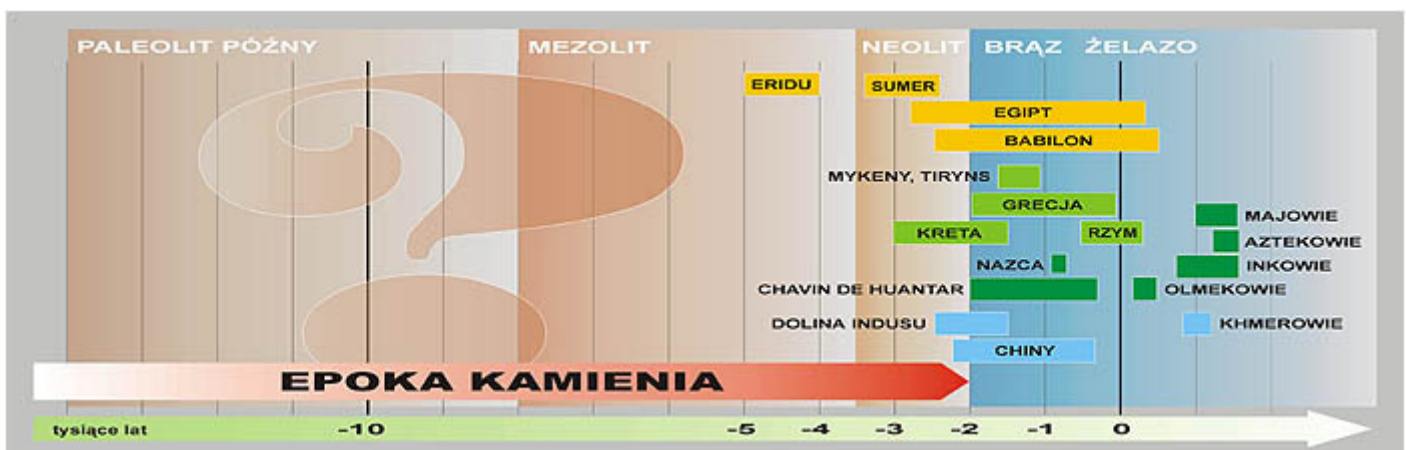 PALEOLIT PÓŹNY MEZOLIT NEOLIT BRĄZ ŻELAZO
ERIDU SUMER
EGIPT
BABILON
MYKENY, TIRYNS
GRECJA
MAJOWIE
KRETA RZYM
AZTEKOWIE
NAZCA INKOWIE
CHAVIN DE HUANTAR OLMEKOWIE
DOLINA INDUSU KHMEROWIE
CHINY
EPOKA KAMIENIA
tysiące lat -10 -5 -4 -3 -2 -1 0